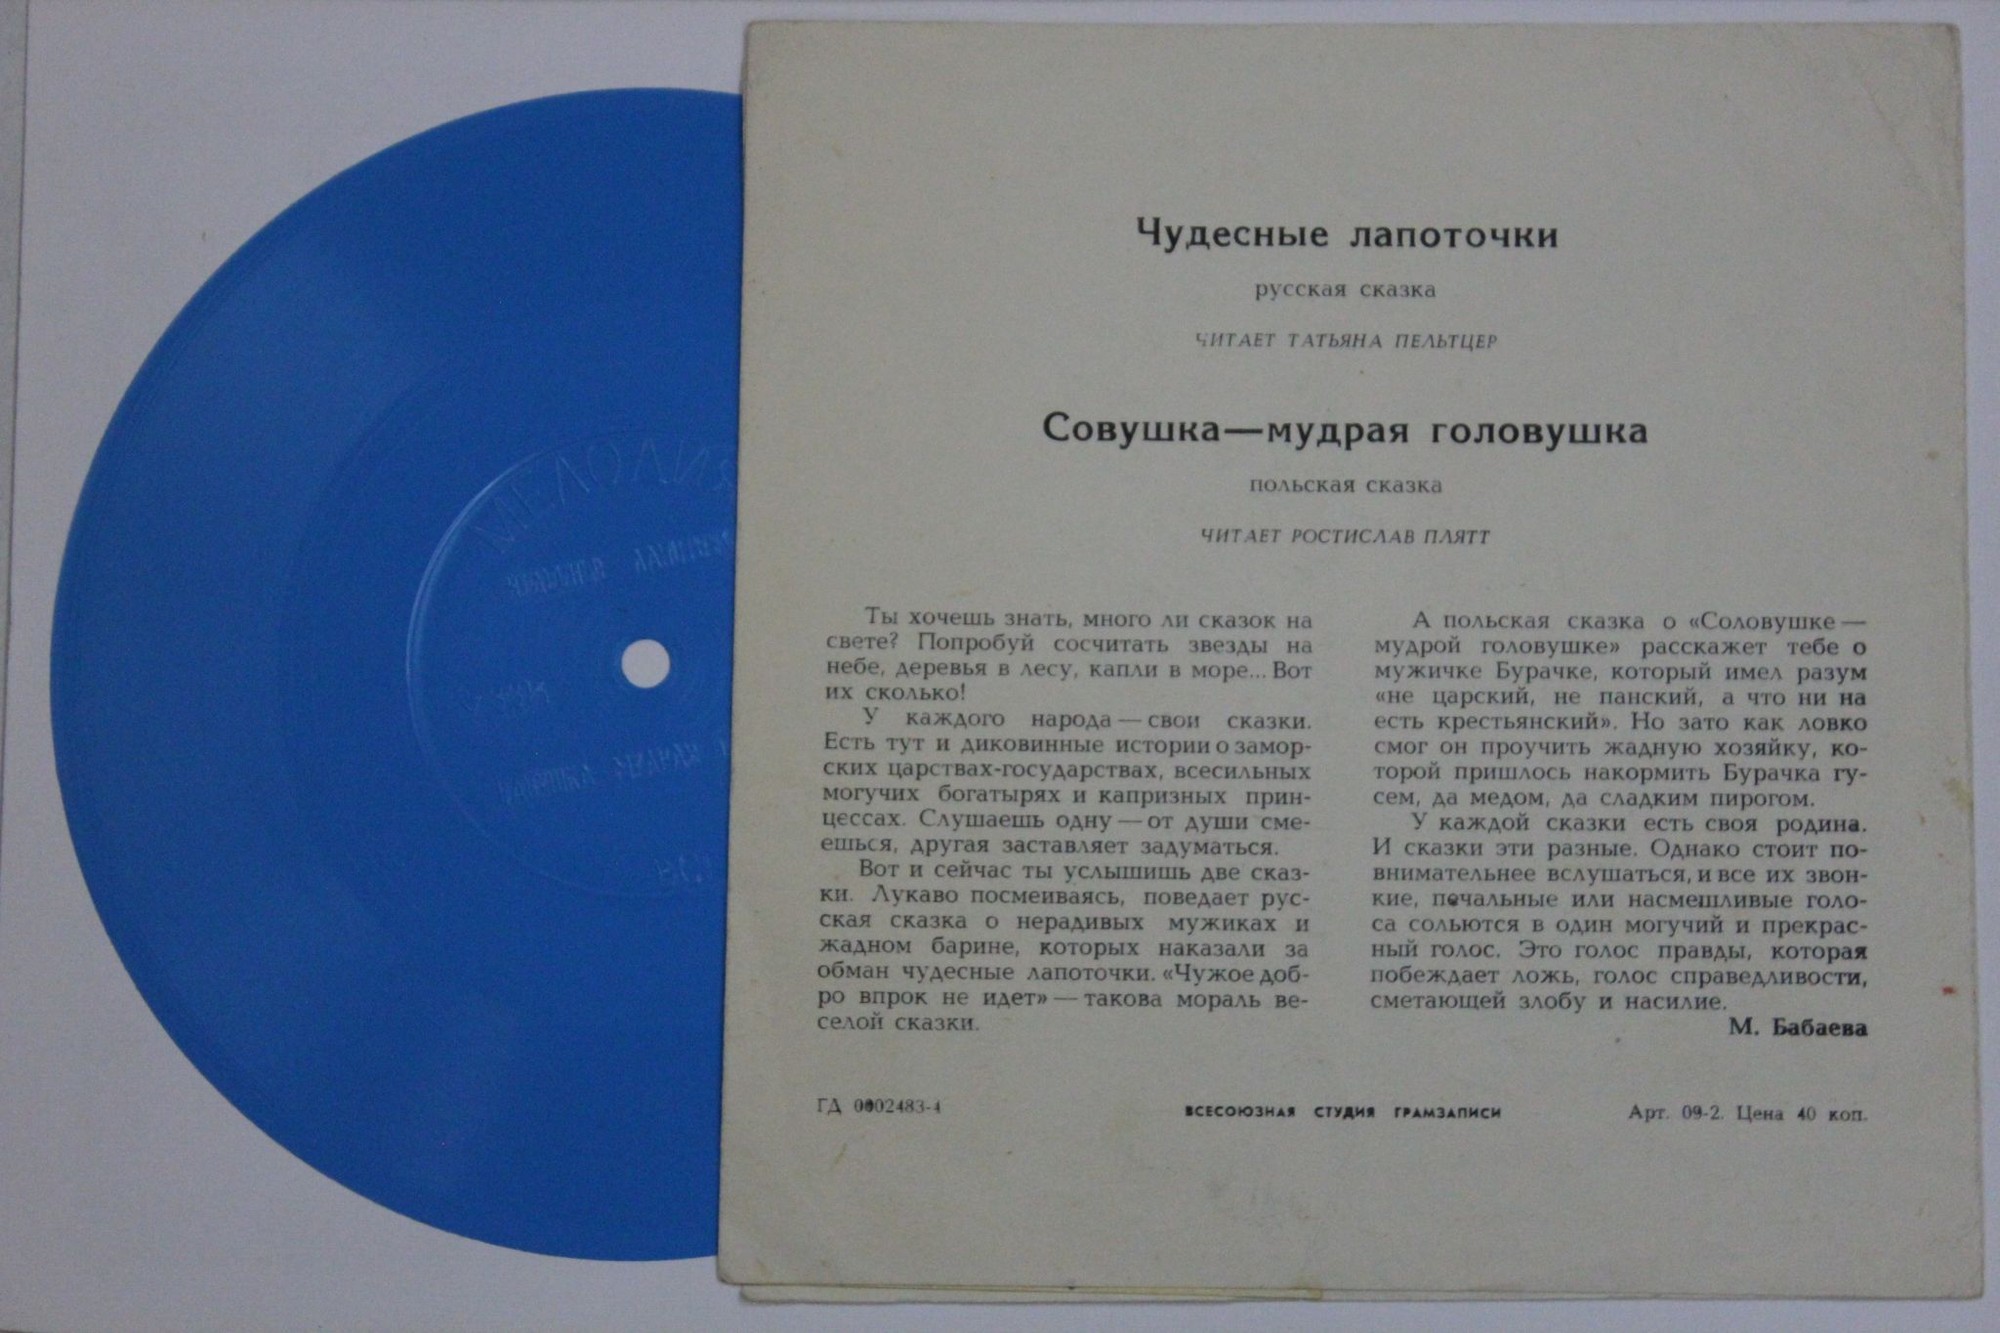 Чудесные лапоточки
русская сказка
ЧИТАЕТ ТАТЬЯНА ПЕЛЬТЦЕР
Совушка—мудрая головушка
польская сказка
ЧИТАЕТ РОСТИСЛАВ ПЛЯТТ
Ты хочешь знать, много ли сказок на
свете? Попробуй сосчитать звезды на
небе, деревья в лесу, капли в море... Вот
их сколько!
У каждого народа — свои сказки.
Есть тут и диковинные истории о замор-
ских царствах-государствах, всесильных
могучих богатырях и капризных прин-
цессах. Слушаешь одну — от души сме-
ешься, другая заставляет задуматься.
Вот и сейчас ты услышишь две сказ-
ки. Лукаво посмеиваясь, поведает рус-
ская сказка о нерадивых мужиках и
жадном барине, которых наказали за
обман чудесные лапоточки. «Чужое доб-
ро впрок не идет» — такова мораль ве-
селой сказки.
А польская сказка о «Соловушке —
мудрой головушке» расскажет тебе о
мужичке Бурачке, который имел разум
«не царский, не панский, а что ни на
есть крестьянский». Но зато как ловко
смог он проучить жадную хозяйку, ко-
торой пришлось накормить Бурачка гу-
сем, да медом, да сладким пирогом.
У каждой сказки есть своя родина.
И сказки эти разные. Однако стоит по-
внимательнее вслушаться, и все их звон-
кие, печальные или насмешливые голо-
са сольются в один могучий и прекрас-
ный голос. Это голос правды, которая
побеждает ложь, голос справедливости,
сметающей злобу и насилие.
М. Бабаева
ГД 0002483-4
ВСЕСОЮЗНАЯ СТУДИЯ ГРАМЗАПИСИ
Арт. 09-2. Цена 40 коп.